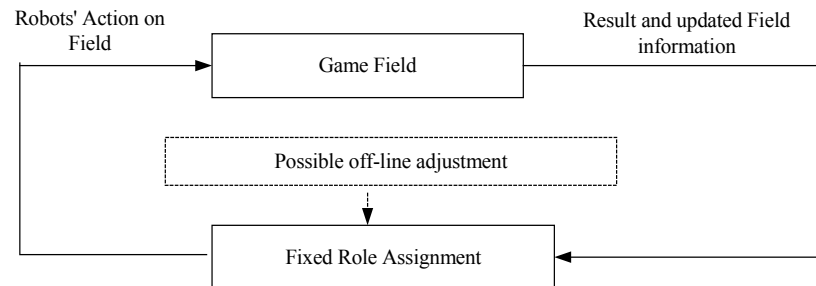 Robots' Action on
Field
Result and updated Field
information
Game Field
Possible off-line adjustment
Fixed Role Assignment